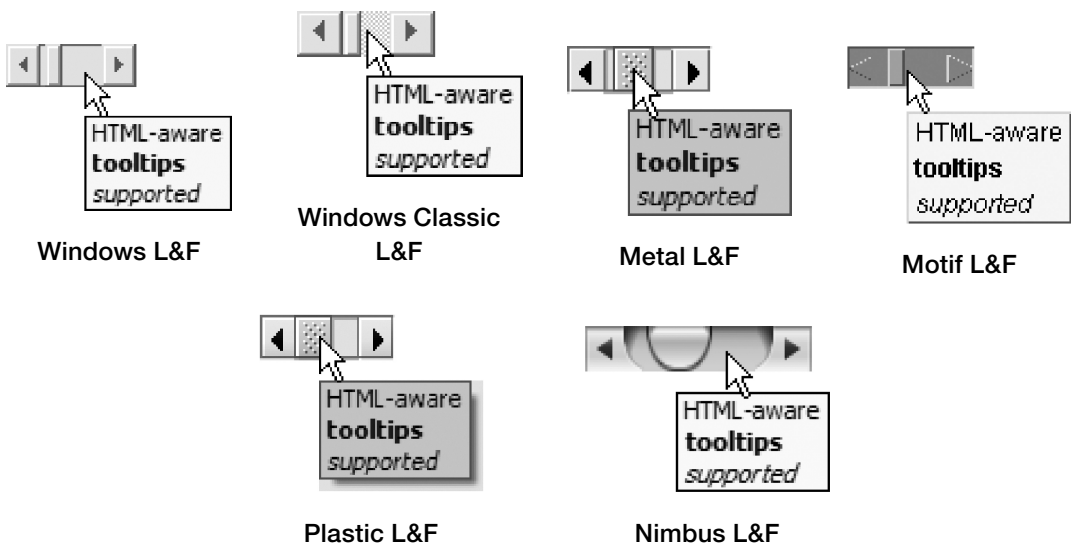 HTML-aware
tooltips
supported
Windows L&F
HTML-aware
tooltips
supported
Windows Classic
L&F
HTML-aware
tooltips
supported
Metal L&F
HTML-aware
tooltips
supported
Motif L&F
HTML-aware
tooltips
supported
Plastic L&F
HTML-aware
tooltips
supported
Nimbus L&F